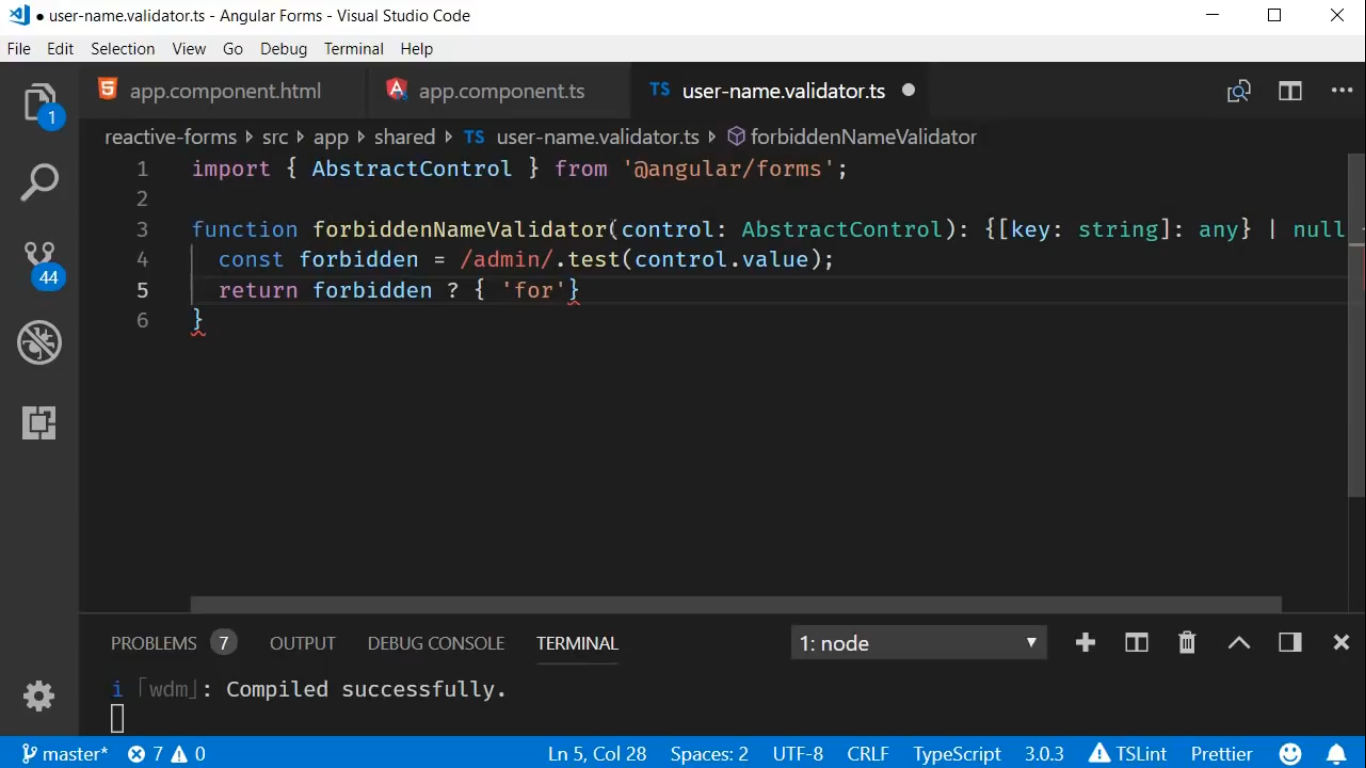 ● user-name.validator.ts - Angular Forms - Visual Studio Code
File Edit Selection View Go Debug Terminal Help
1
app.component.html app.component.ts TS user-name.validator.ts ●
reactive-forms src app shared TS user-name.validator.ts forbiddenNameValidator
1 import { AbstractControl } from '@angular/forms';
2
3 function forbiddenNameValidator(control: AbstractControl): {[key: string]: any} | null
4 const forbidden = /admin/.test(control.value);
44
5 return forbidden ? { 'for'}
6 }
PROBLEMS 7 OUTPUT DEBUG CONSOLE TERMINAL 1: node
i 「wdm」: Compiled successfully.
master* 7 0 Ln 5, Col 28 Spaces: 2 UTF-8 CRLF TypeScript 3.0.3 TSLint Prettier